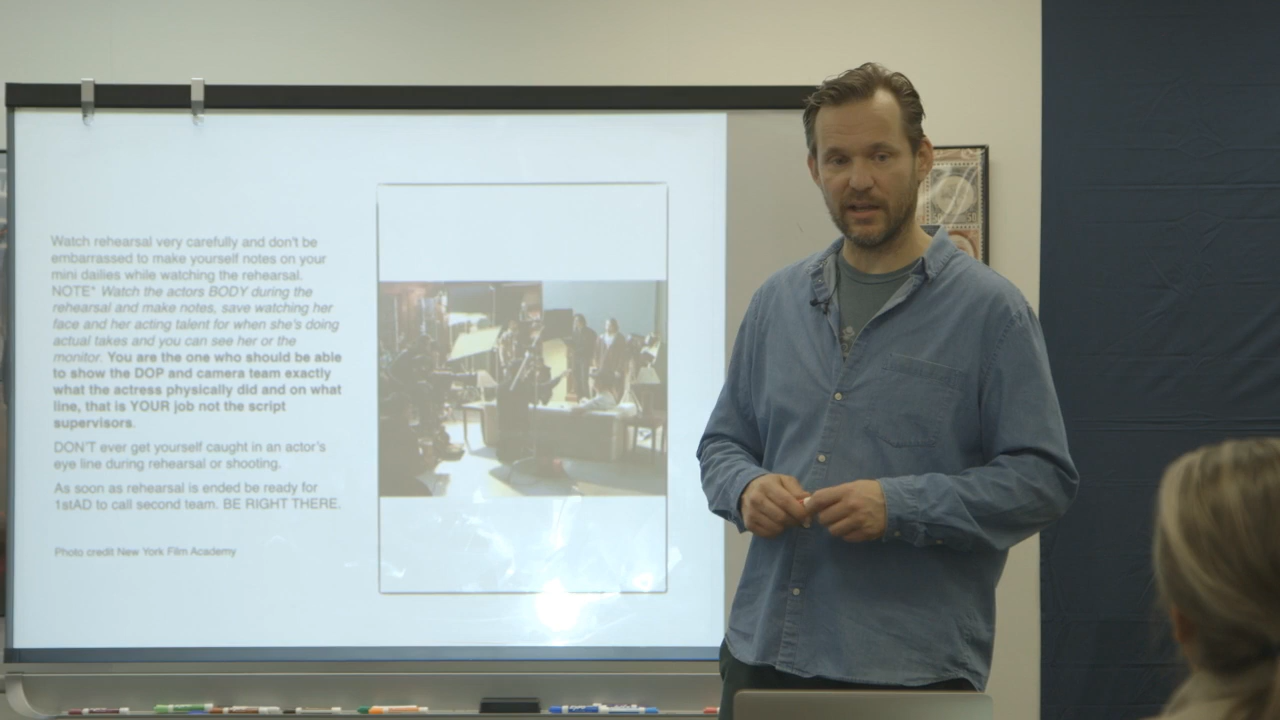 Watch rehearsal very carefully and don't be
embarrassed to make yourself notes on your
mini dailies while watching the rehearsal.
NOTE* Watch the actors BODY during the
rehearsal and make notes, save watching her
face and her acting talent for when she's doing
actual takes and you can see her or the
monitor. You are the one who should be able
to show the DOP and camera team exactly
what the actress physically did and on what
line, that is YOUR job not the script
supervisors.
DON'T ever get yourself caught in an actor's
eye line during rehearsal or shooting.
As soon as rehearsal is ended be ready for
1stAD to call second team. BE RIGHT THERE.
Photo credit New York Film Academy